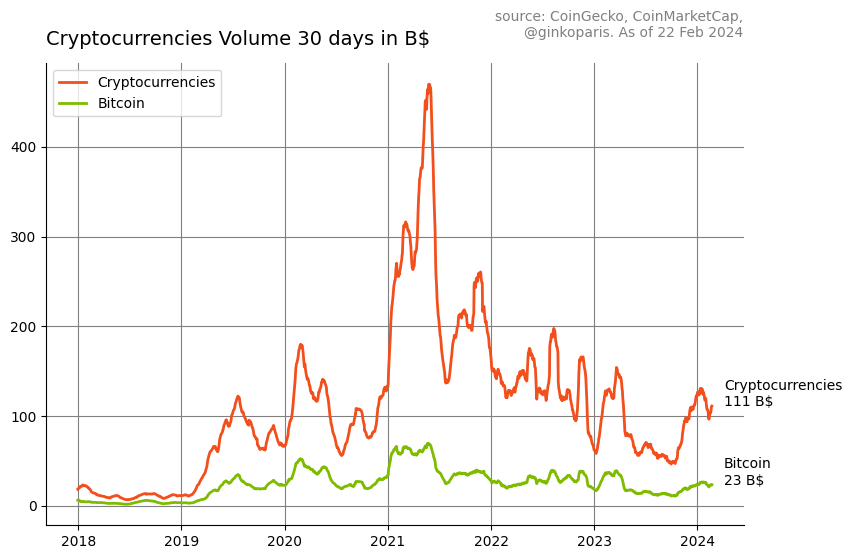 source: CoinGecko, CoinMarketCap,
@ginkoparis. As of 22 Feb 2024
Cryptocurrencies Volume 30 days in B$
Cryptocurrencies
Bitcoin
400
300
200
100
0
Cryptocurrencies
111 B$
Bitcoin
23 B$
2018 2019 2020 2021 2022 2023 2024